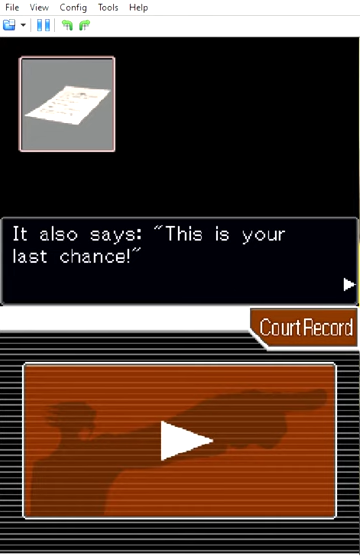 File View Config Tools Help
It also says: "This is your
last chance!"
Court Record